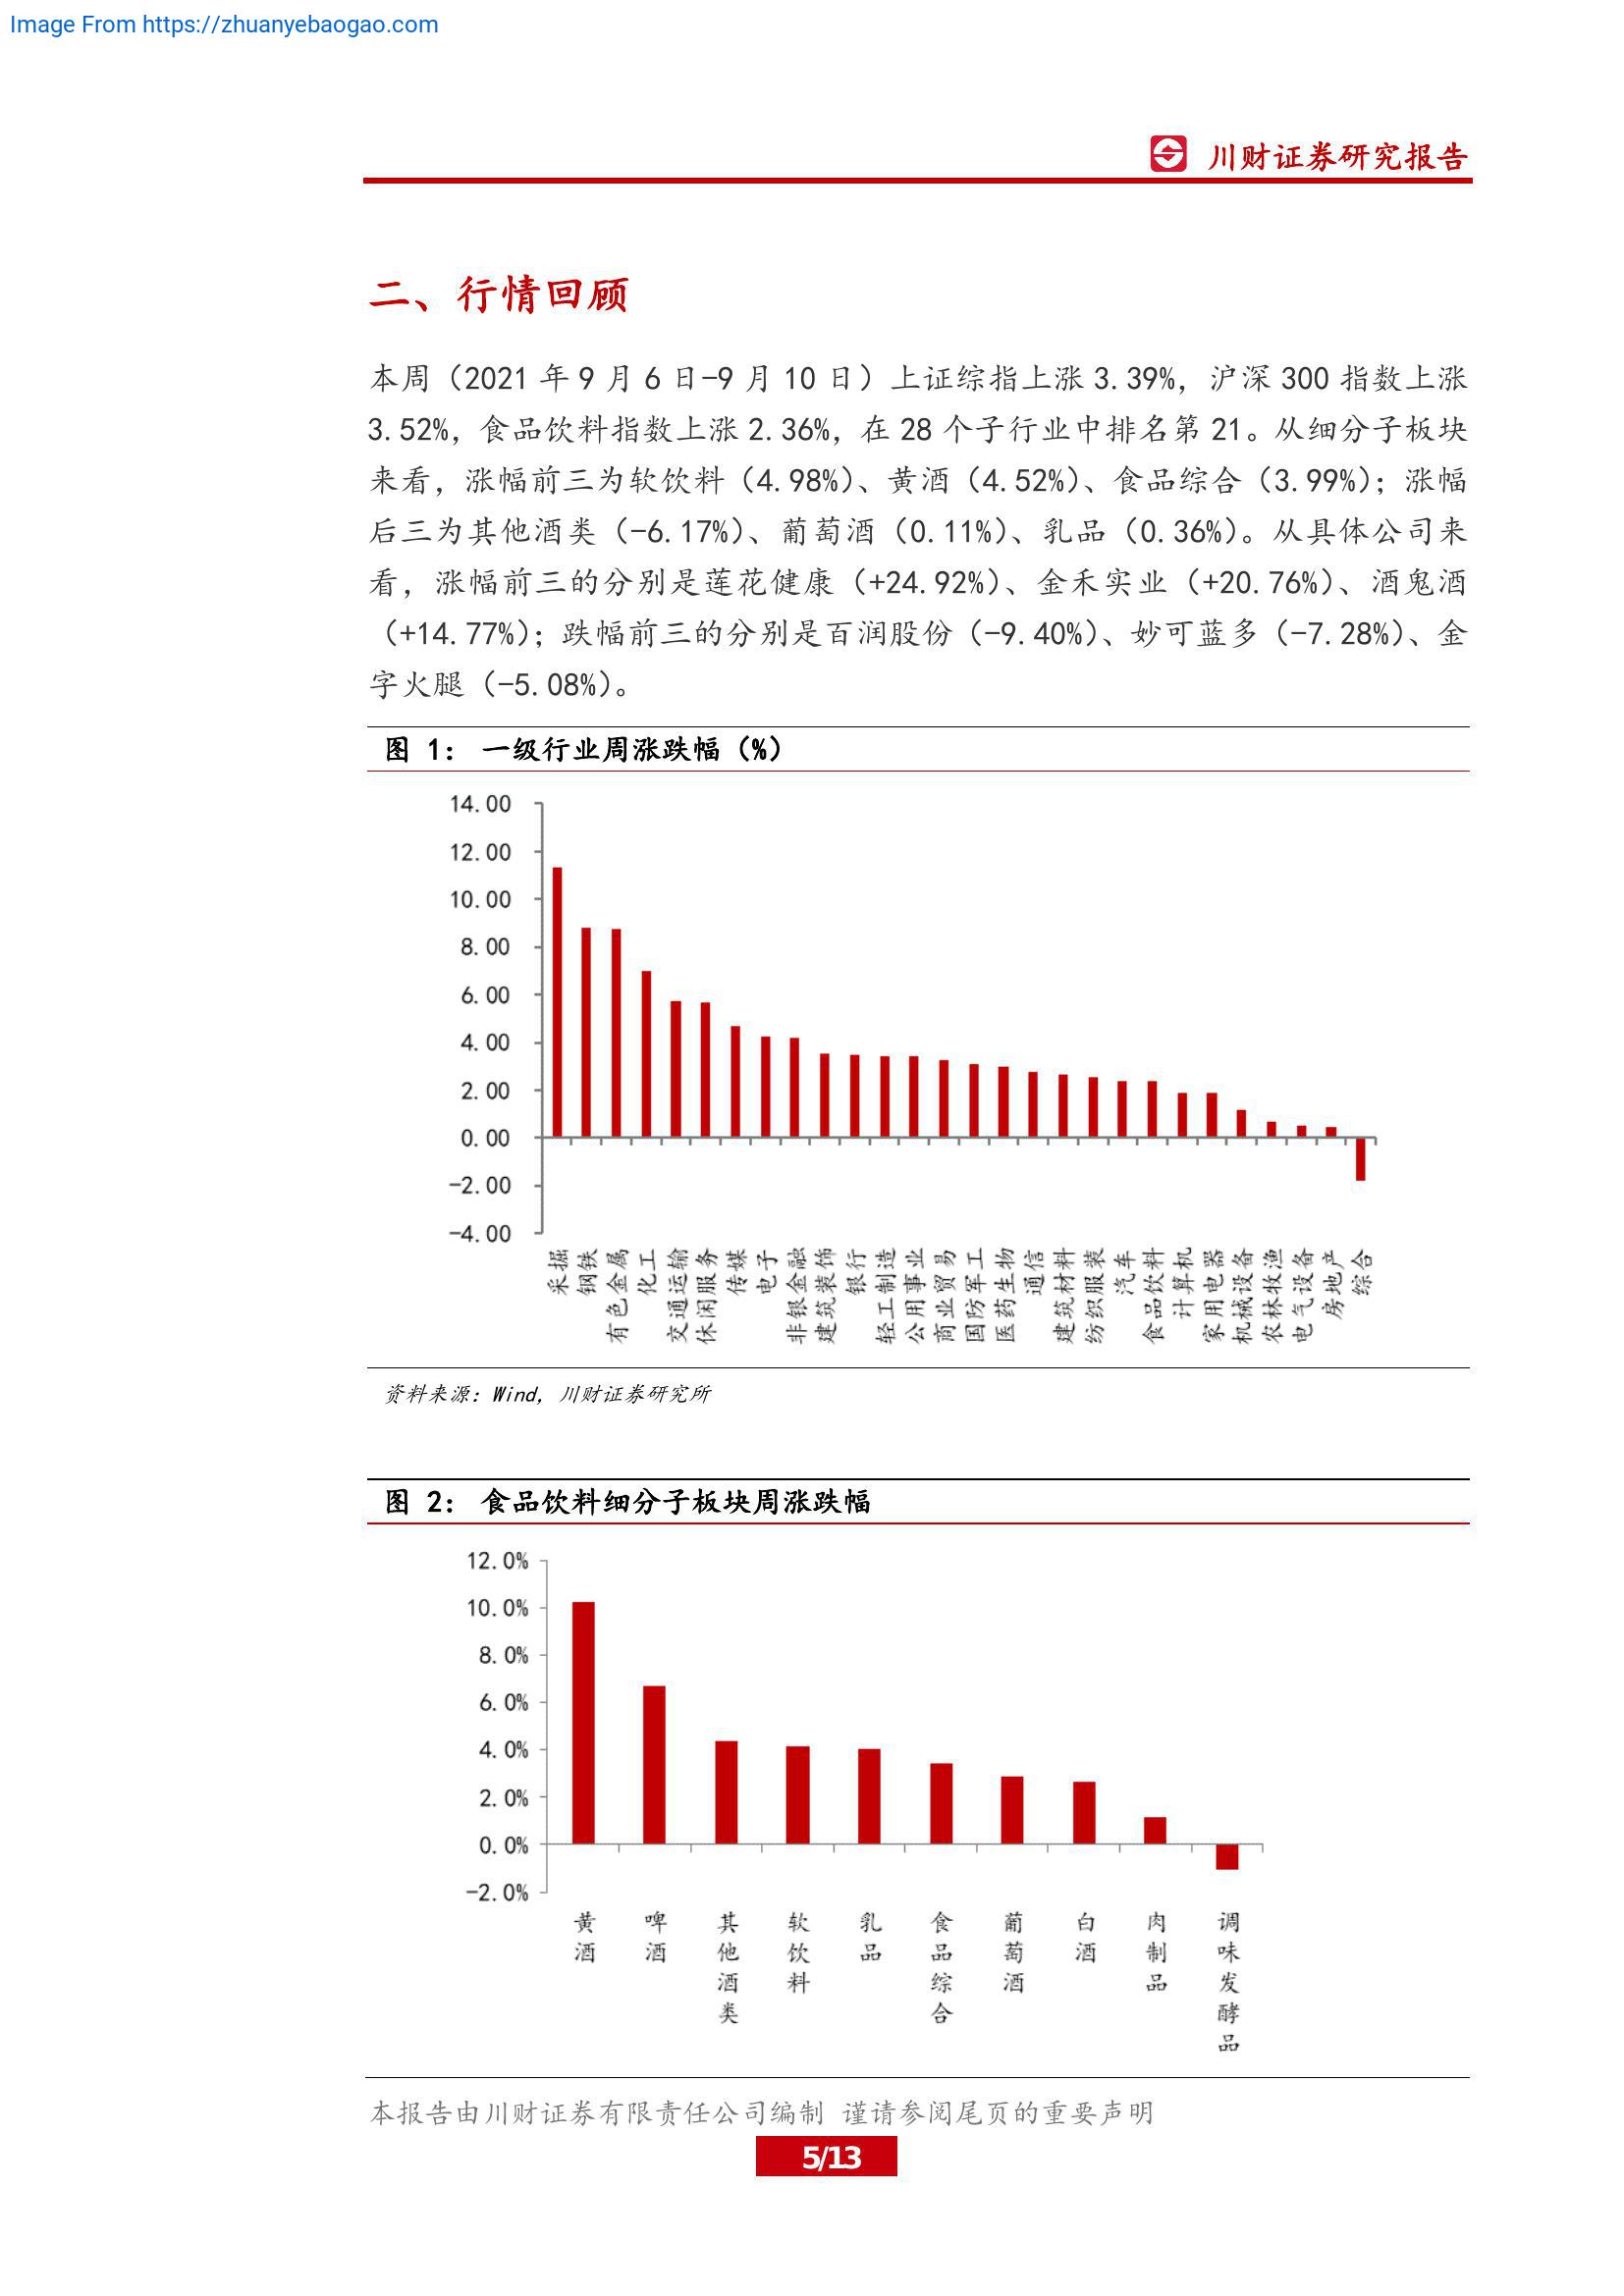 Image From https://zhuanyebaogao.com
川财证券研究报告
二、行情回顾
本周（2021 年 9 月 6 日-9 月 10 日）上证综指上涨 3.39%，沪深 300 指数上涨
3.52%，食品饮料指数上涨 2.36%，在 28 个子行业中排名第 21。从细分子板块
来看，涨幅前三为软饮料（4.98%）、黄酒（4.52%）、食品综合（3.99%）；涨幅
后三为其他酒类（-6.17%）、葡萄酒（0.11%）、乳品（0.36%）。从具体公司来
看，涨幅前三的分别是莲花健康（+24.92%）、金禾实业（+20.76%）、酒鬼酒
（+14.77%）；跌幅前三的分别是百润股份（-9.40%）、妙可蓝多（-7.28%）、金
字火腿（-5.08%）。
图 1： 一级行业周涨跌幅（%）
14.00
12.00
10.00
8.00
6.00
4.00
2.00
0.00
-2.00
-4.00
采掘
钢铁
有色金属
化工
交通运输
休闲服务
传媒
电子
非银金融
建筑装饰
银行
轻工制造
公用事业
商业贸易
国防军工
医药生物
通信
建筑材料
纺织服装
汽车
食品饮料
计算机
家用电器
机械设备
农林牧渔
电气设备
房地产
综合
资料来源：Wind，川财证券研究所
图 2： 食品饮料细分子板块周涨跌幅
12.0%
10.0%
8.0%
6.0%
4.0%
2.0%
0.0%
-2.0%
黄酒
啤酒
其他酒类
软饮料
乳品
食品综合
葡萄酒
白酒
肉制品
调味发酵品
本报告由川财证券有限责任公司编制 谨请参阅尾页的重要声明
5/13